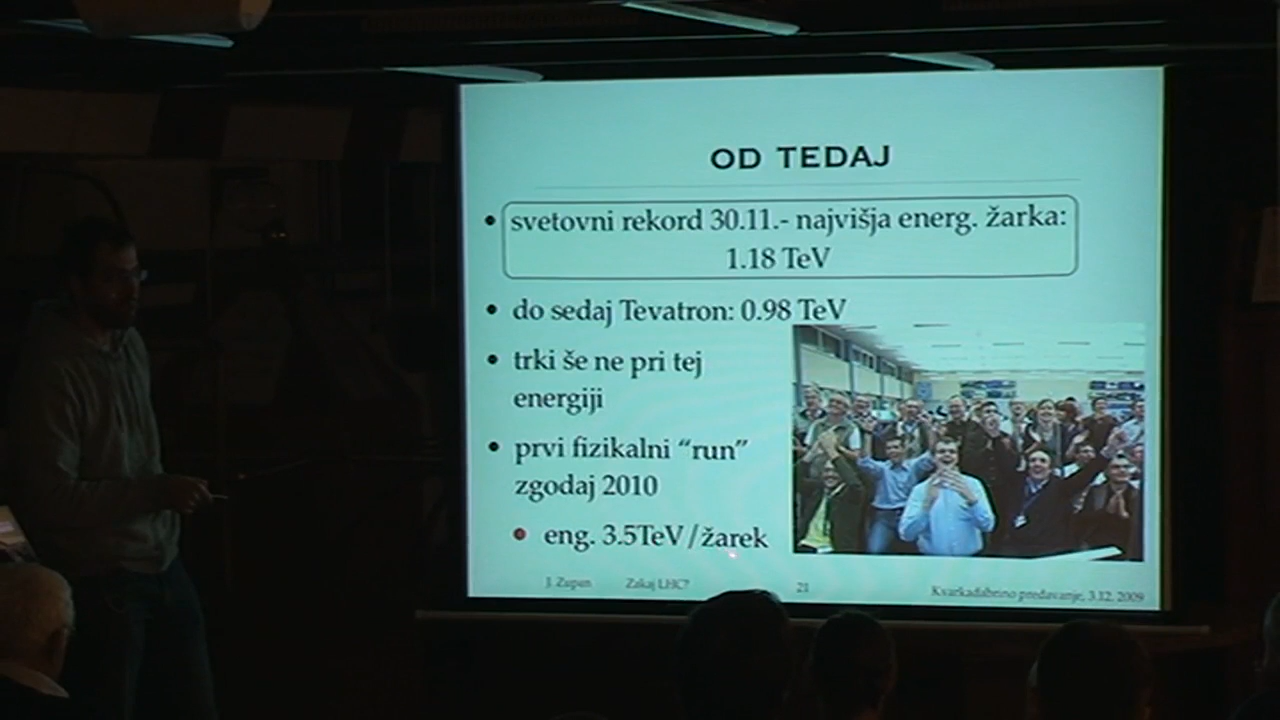 OD TEDAJ
• svetovni rekord 30.11.- najvišja energ. žarka:
1.18 TeV
• do sedaj Tevatron: 0.98 TeV
• trki še ne pri tej
energiji
• prvi fizikalni “run”
zgodaj 2010
• eng. 3.5TeV/žarek
J. Zupan Zakaj LHC? 21 Kvarkadabrino predavanje, 3.12. 2009